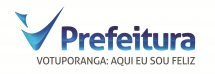 Prefeitura
VOTUPORANGA: AQUI EU SOU FELIZ